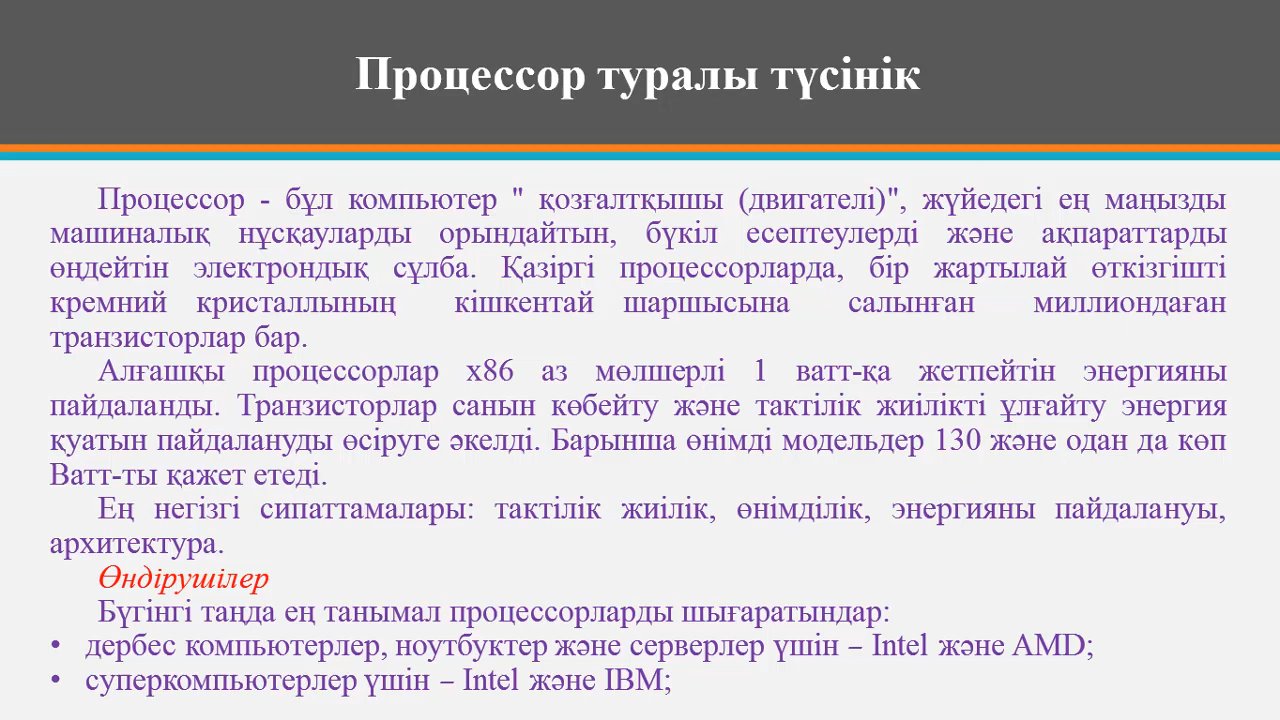 Процессор туралы түсінік
Процессор - бұл компьютер " қозғалтқышы (двигателі)", жүйедегі ең маңызды
машиналық нұсқауларды орындайтын, бүкіл есептеулерді және ақпараттарды
өңдейтін электрондық сұлба. Қазіргі процессорларда, бір жартылай өткізгішті
кремний кристаллының кішкентай шаршысына салынған миллиондаған
транзисторлар бар.
Алғашқы процессорлар x86 аз мөлшерлі 1 ватт-қа жетпейтін энергияны
пайдаланды. Транзисторлар санын көбейту және тактілік жиілікті ұлғайту энергия
қуатын пайдалануды өсіруге әкелді. Барынша өнімді модельдер 130 және одан да көп
Ватт-ты қажет етеді.
Ең негізгі сипаттамалары: тактілік жиілік, өнімділік, энергияны пайдалануы,
архитектура.
Өндірушілер
Бүгінгі таңда ең танымал процессорларды шығаратындар:
• дербес компьютерлер, ноутбуктер және серверлер үшін – Intel және AMD;
• суперкомпьютерлер үшін – Intel және IBM;